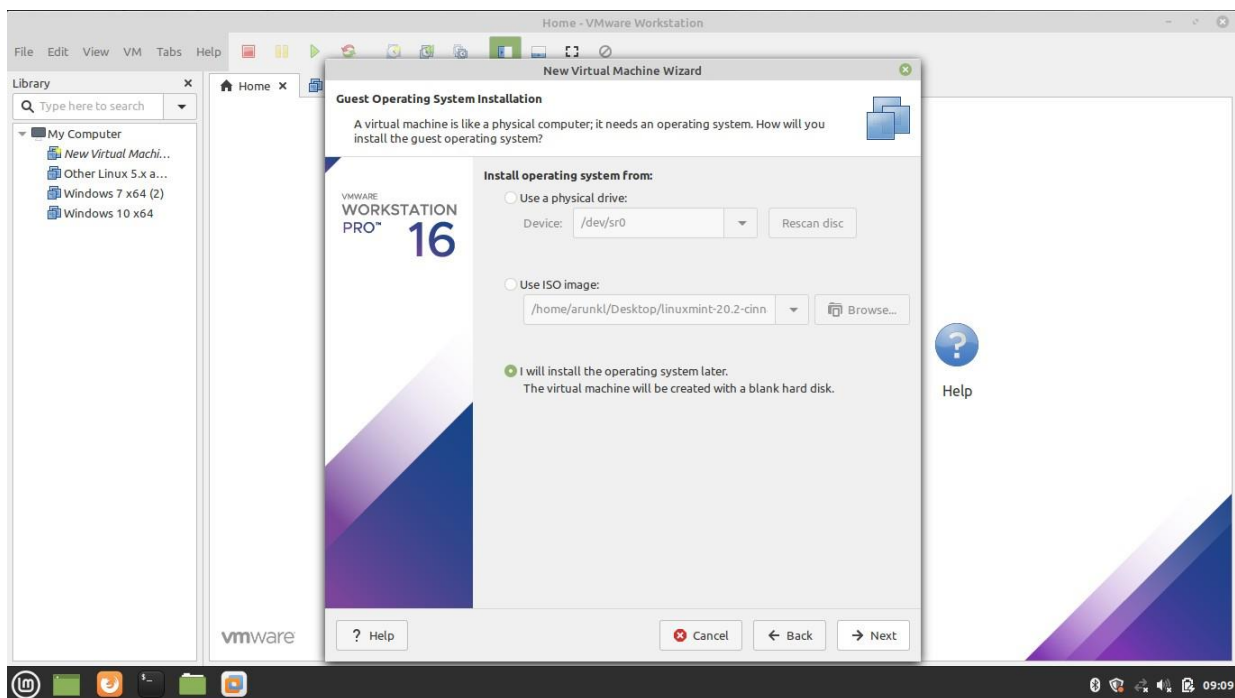 Home - VMware Workstation
File Edit View VM Tabs Help
Library
Type here to search
My Computer
New Virtual Machi...
Other Linux 5.x a...
Windows 7 x64 (2)
Windows 10 x64
Home
New Virtual Machine Wizard
Guest Operating System Installation
A virtual machine is like a physical computer; it needs an operating system. How will you
install the guest operating system?
VMWARE
WORKSTATION
PRO™ 16
Install operating system from:
Use a physical drive:
Device: /dev/sr0 Rescan disc
Use ISO image:
/home/arunkl/Desktop/linuxmint-20.2-cinn Browse...
I will install the operating system later.
The virtual machine will be created with a blank hard disk.
? Help Cancel Back Next
?
Help
vmware
09:09